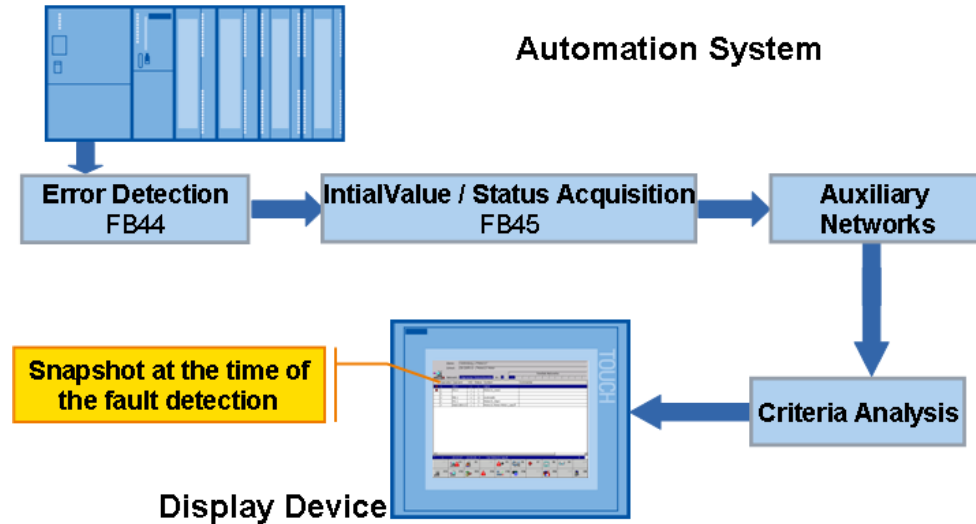 Automation System
Error Detection
FB44
IntialValue / Status Acquisition
FB45
Auxiliary
Networks
Snapshot at the time of
the fault detection
TOUCH
Criteria Analysis
Display Device